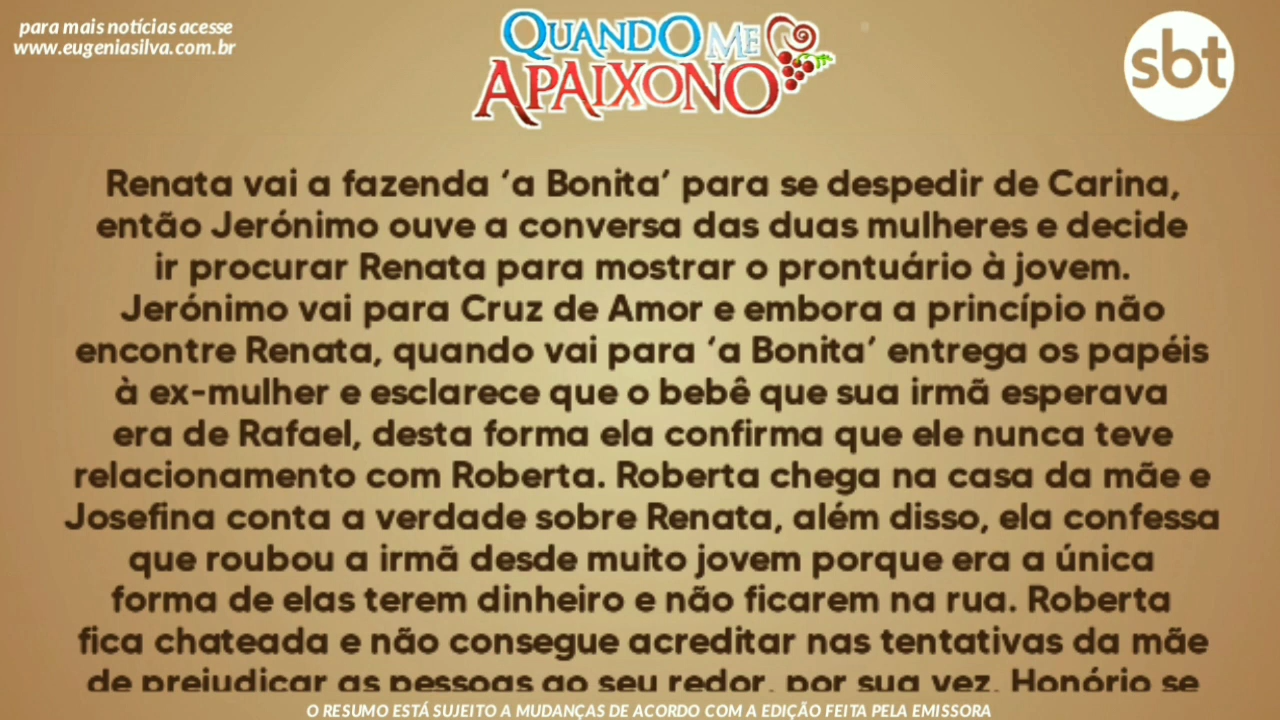 para mais notícias acesse
www.eugeniasilva.com.br
QUANDO ME
APAIXONO
sbt
Renata vai a fazenda ‘a Bonita’ para se despedir de Carina,
então Jerónimo ouve a conversa das duas mulheres e decide
ir procurar Renata para mostrar o prontuário à jovem.
Jerónimo vai para Cruz de Amor e embora a princípio não
encontre Renata, quando vai para ‘a Bonita’ entrega os papéis
à ex-mulher e esclarece que o bebê que sua irmã esperava
era de Rafael, desta forma ela confirma que ele nunca teve
relacionamento com Roberta. Roberta chega na casa da mãe e
Josefina conta a verdade sobre Renata, além disso, ela confessa
que roubou a irmã desde muito jovem porque era a única
forma de elas terem dinheiro e não ficarem na rua. Roberta
fica chateada e não consegue acreditar nas tentativas da mãe
de prejudicar as pessoas ao seu redor, por sua vez, Honório se
O RESUMO ESTÁ SUJEITO A MUDANÇAS DE ACORDO COM A EDIÇÃO FEITA PELA EMISSORA